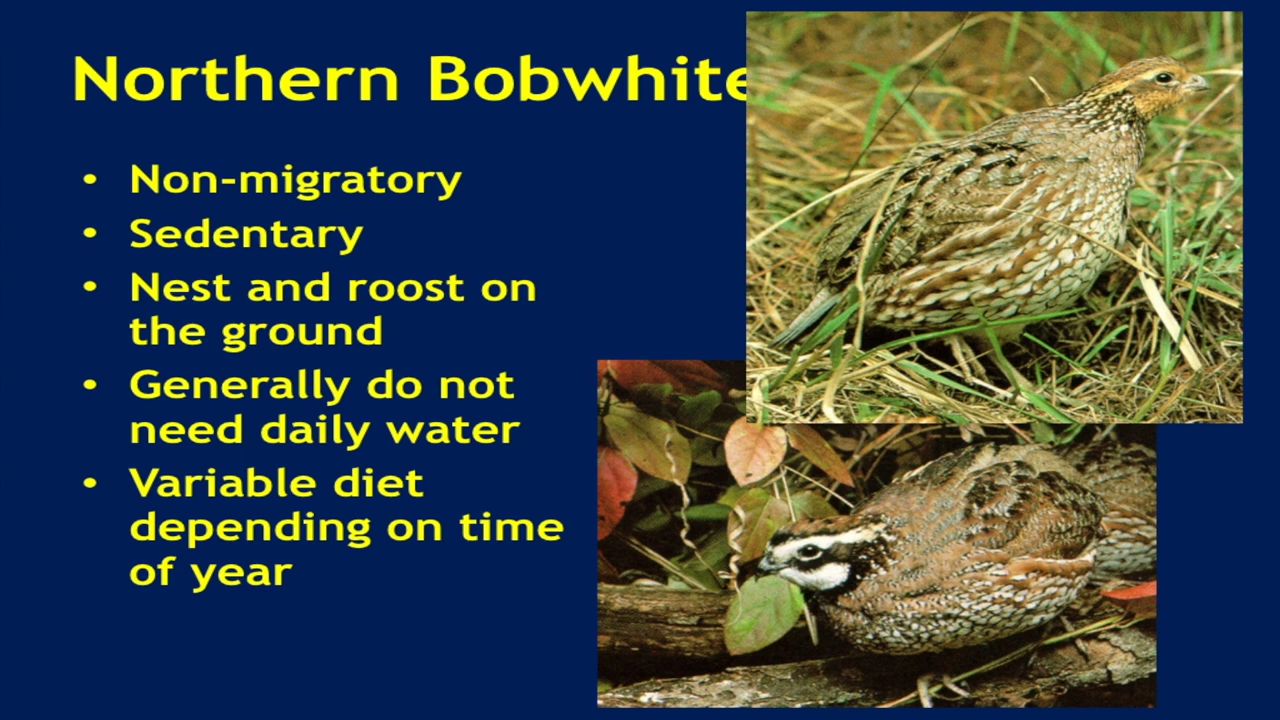 Northern Bobwhite
• Non-migratory
• Sedentary
• Nest and roost on
the ground
• Generally do not
need daily water
• Variable diet
depending on time
of year